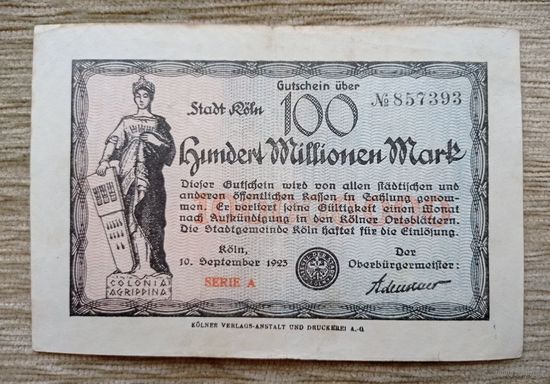 Gutschein über
Stadt Köln 100 №857393
Hundert Millionen Mark
Dieser Gutschein wird von allen städtischen und
anderen öffentlichen Kassen in Zahlung genom-
men. Er verliert seine Gültigkeit einen Monat
nach Aufkündigung in den Kölner Ortsblättern.
Die Stadtgemeinde Köln haftet für die Einlösung.
Köln, Der
10. September 1923 Oberbürgermeister:
SERIE A Adenauer
COLONIA
AGRIPPINA
KÖLNER VERLAGS-ANSTALT UND DRUCKEREI A.-G.